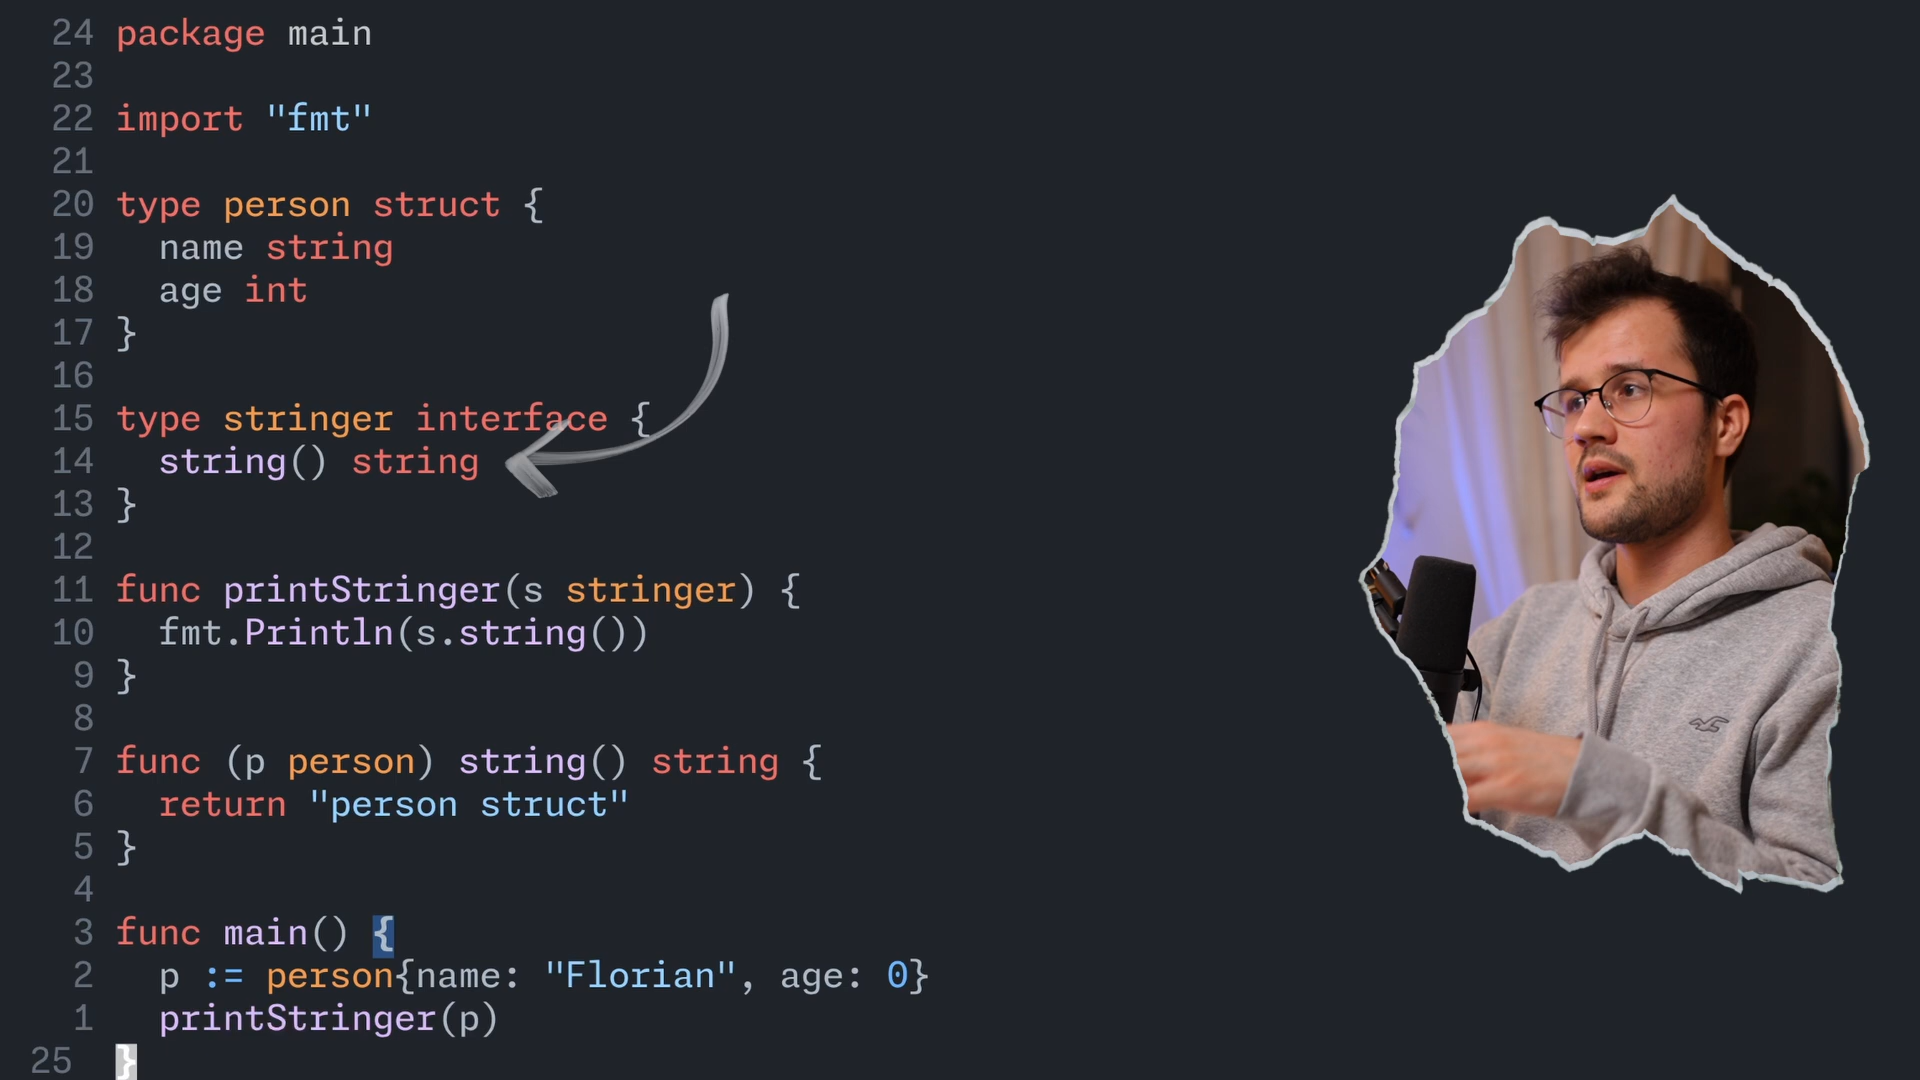 24 package main
23
22 import "fmt"
21
20 type person struct {
19 name string
18 age int
17 }
16
15 type stringer interface {
14 string() string
13 }
12
11 func printStringer(s stringer) {
10 fmt.Println(s.string())
9 }
8
7 func (p person) string() string {
6 return "person struct"
5 }
4
3 func main() {
2 p := person{name: "Florian", age: 0}
1 printStringer(p)
25 }